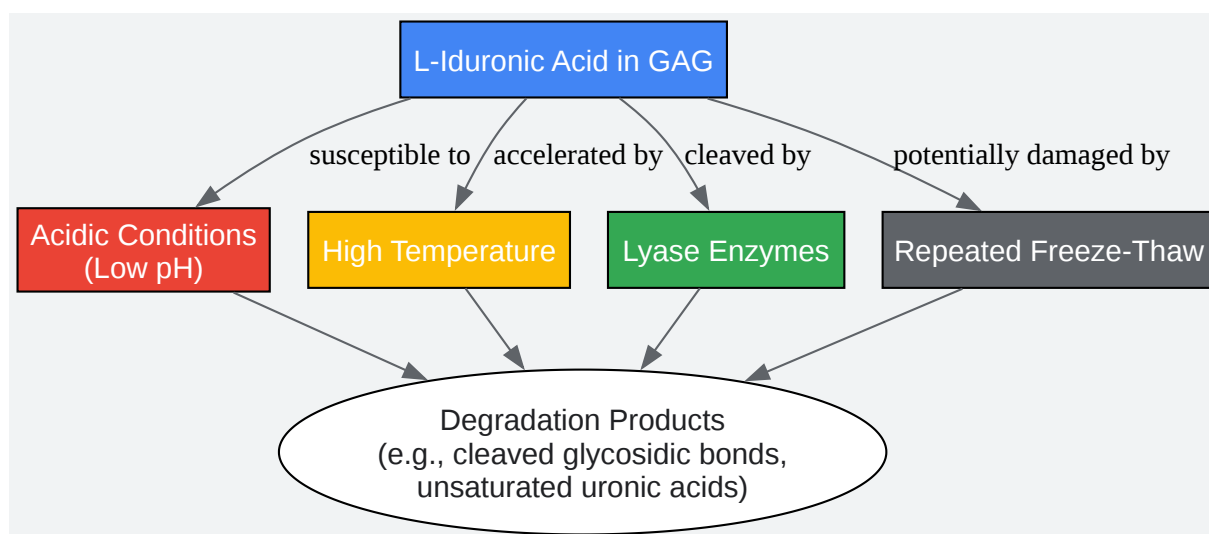 L-Iduronic Acid in GAG
susceptible to
accelerated by
cleaved by
potentially damaged by
Acidic Conditions
(Low pH)
High Temperature
Lyase Enzymes
Repeated Freeze-Thaw
Degradation Products
(e.g., cleaved glycosidic bonds,
unsaturated uronic acids)